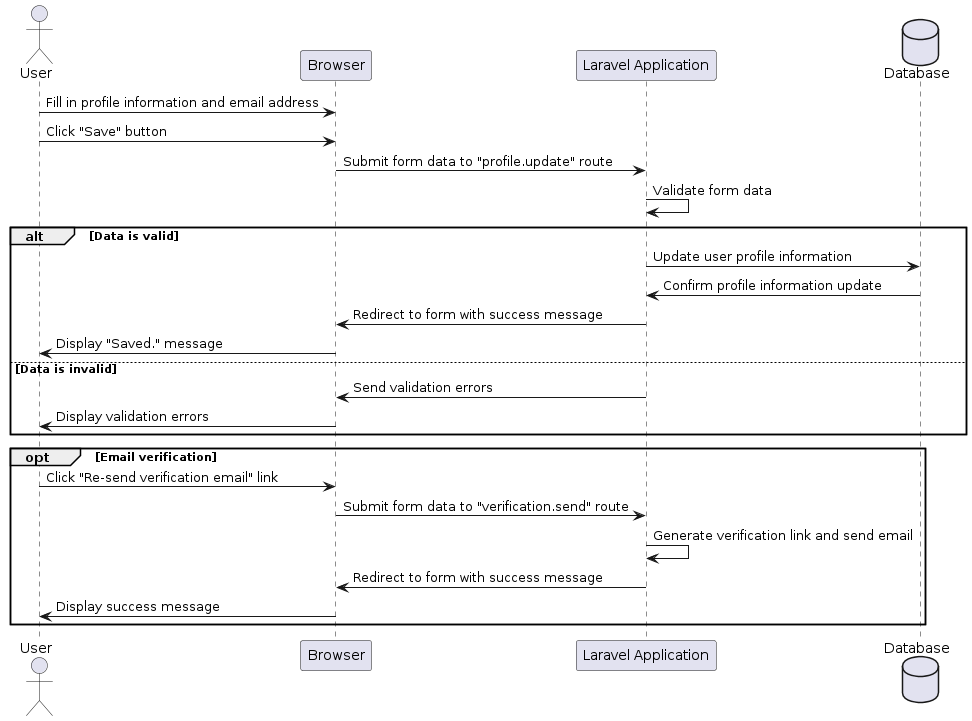 User
Browser
Laravel Application
Database
Fill in profile information and email address
Click "Save" button
Submit form data to "profile.update" route
Validate form data
alt [Data is valid]
Update user profile information
Confirm profile information update
Redirect to form with success message
Display "Saved." message
[Data is invalid]
Send validation errors
Display validation errors
opt [Email verification]
Click "Re-send verification email" link
Submit form data to "verification.send" route
Generate verification link and send email
Redirect to form with success message
Display success message
User
Browser
Laravel Application
Database